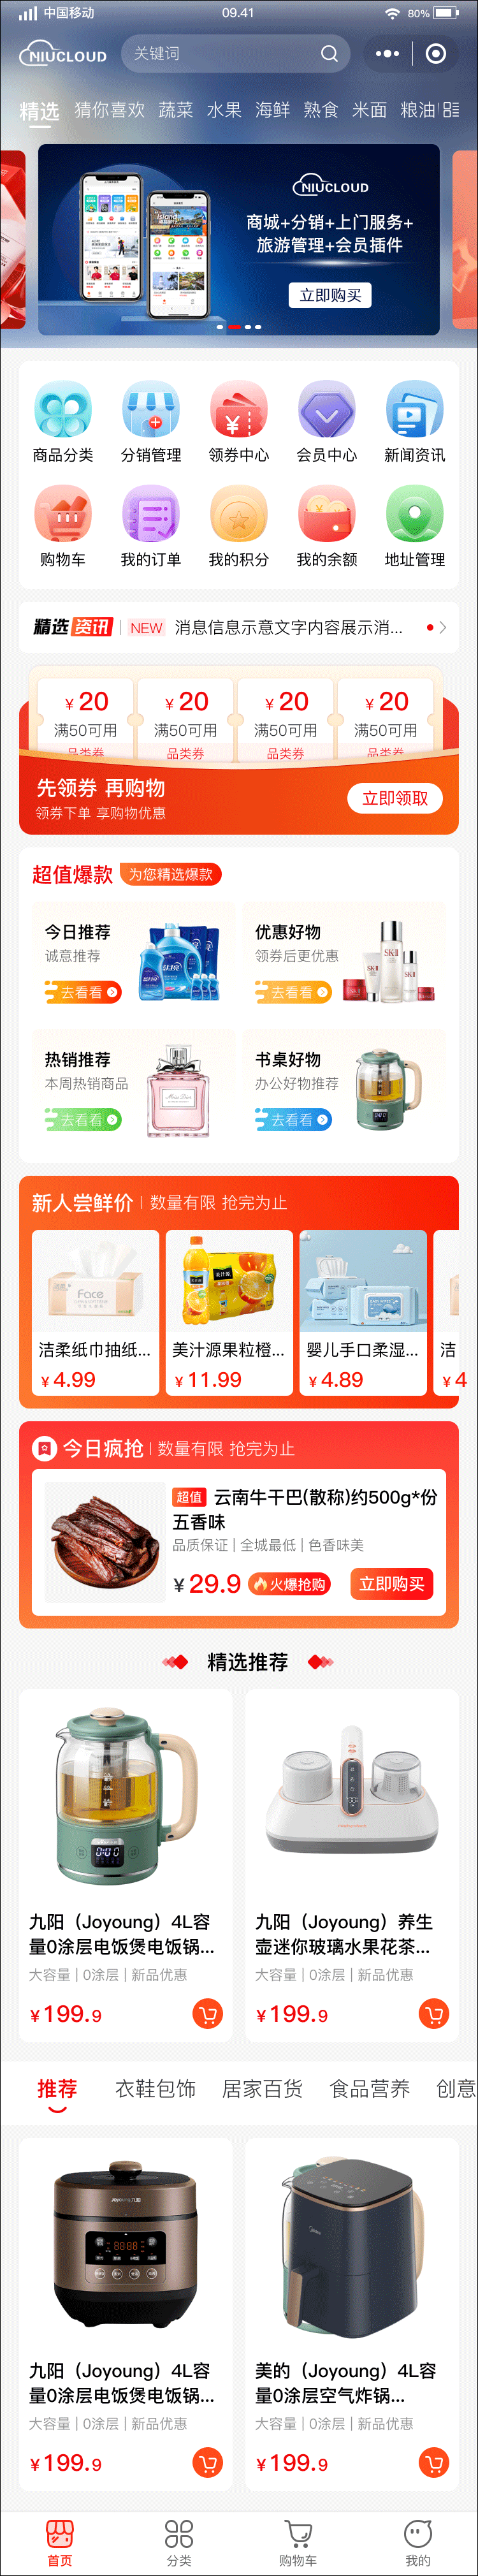 中国移动 09.41 80%
NIUCLOUD 关键词
精选 猜你喜欢 蔬菜 水果 海鲜 熟食 米面 粮油
NIUCLOUD
商城+分销+上门服务+
旅游管理+会员插件
立即购买
商品分类 分销管理 领券中心 会员中心 新闻资讯
购物车 我的订单 我的积分 我的余额 地址管理
精选资讯 NEW 消息信息示意文字内容展示消...
¥20 ¥20 ¥20 ¥20
满50可用 满50可用 满50可用 满50可用
品类券 品类券 品类券 品类券
先领券 再购物
领券下单 享购物优惠
立即领取
超值爆款 为您精选爆款
今日推荐
诚意推荐
去看看
优惠好物
领券后更优惠
去看看
SK-II
热销推荐
本周热销商品
去看看
书桌好物
办公好物推荐
去看看
新人尝鲜价 | 数量有限 抢完为止
Face
洁柔纸巾抽纸... 美汁源果粒橙... 婴儿手口柔湿... 洁
¥4.99 ¥11.99 ¥4.89 ¥4
今日疯抢 | 数量有限 抢完为止
超值 云南牛干巴(散称)约500g*份
五香味
品质保证 | 全城最低 | 色香味美
¥29.9 火爆抢购 立即购买
精选推荐
九阳（Joyoung）4L容
量0涂层电饭煲电饭锅...
大容量 | 0涂层 | 新品优惠
¥199.9
九阳（Joyoung）养生
壶迷你玻璃水果花茶...
大容量 | 0涂层 | 新品优惠
¥199.9
推荐 衣鞋包饰 居家百货 食品营养 创意
Joyoung九阳
九阳（Joyoung）4L容
量0涂层电饭煲电饭锅...
大容量 | 0涂层 | 新品优惠
¥199.9
美的（Joyoung）4L容
量0涂层空气炸锅...
大容量 | 0涂层 | 新品优惠
¥199.9
首页 分类 购物车 我的